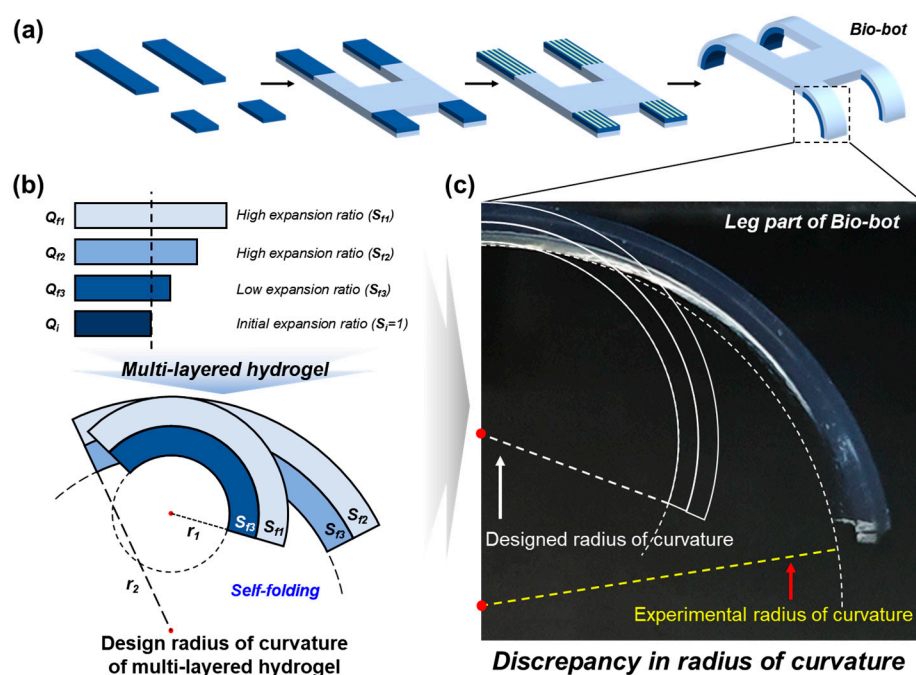 (a)
Bio-bot
(b)
Qf1 High expansion ratio (Sf1)
Qf2 High expansion ratio (Sf2)
Qf3 Low expansion ratio (Sf3)
Qi Initial expansion ratio (Si=1)
Multi-layered hydrogel
Sf3 Sf1 Sf3 Sf2
r1
r2
Self-folding
Design radius of curvature
of multi-layered hydrogel
(c)
Leg part of Bio-bot
Designed radius of curvature
Experimental radius of curvature
Discrepancy in radius of curvature